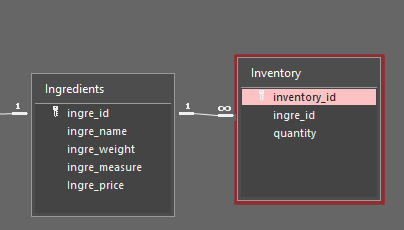 Ingredients
1
ingre_id
ingre_name
ingre_weight
ingre_measure
Ingre_price
1
∞
Inventory
inventory_id
ingre_id
quantity